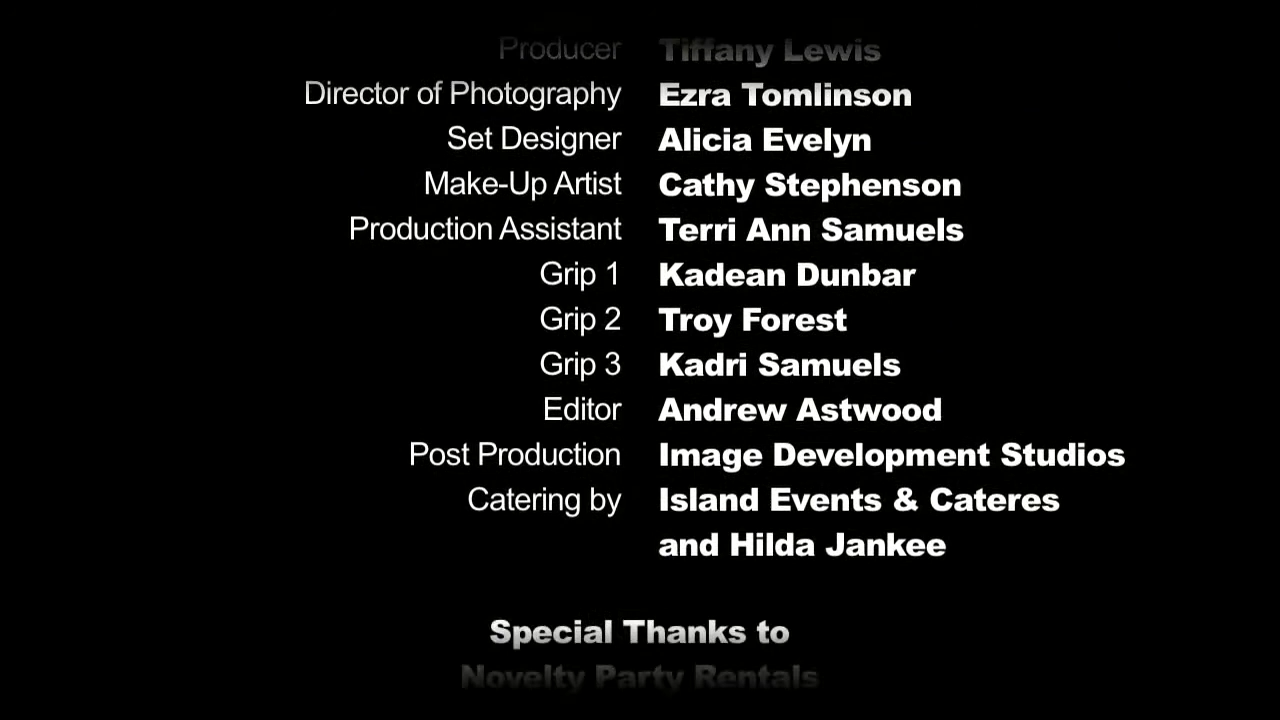 Producer Tiffany Lewis
Director of Photography Ezra Tomlinson
Set Designer Alicia Evelyn
Make-Up Artist Cathy Stephenson
Production Assistant Terri Ann Samuels
Grip 1 Kadean Dunbar
Grip 2 Troy Forest
Grip 3 Kadri Samuels
Editor Andrew Astwood
Post Production Image Development Studios
Catering by Island Events & Cateres
and Hilda Jankee
Special Thanks to
Novelty Party Rentals